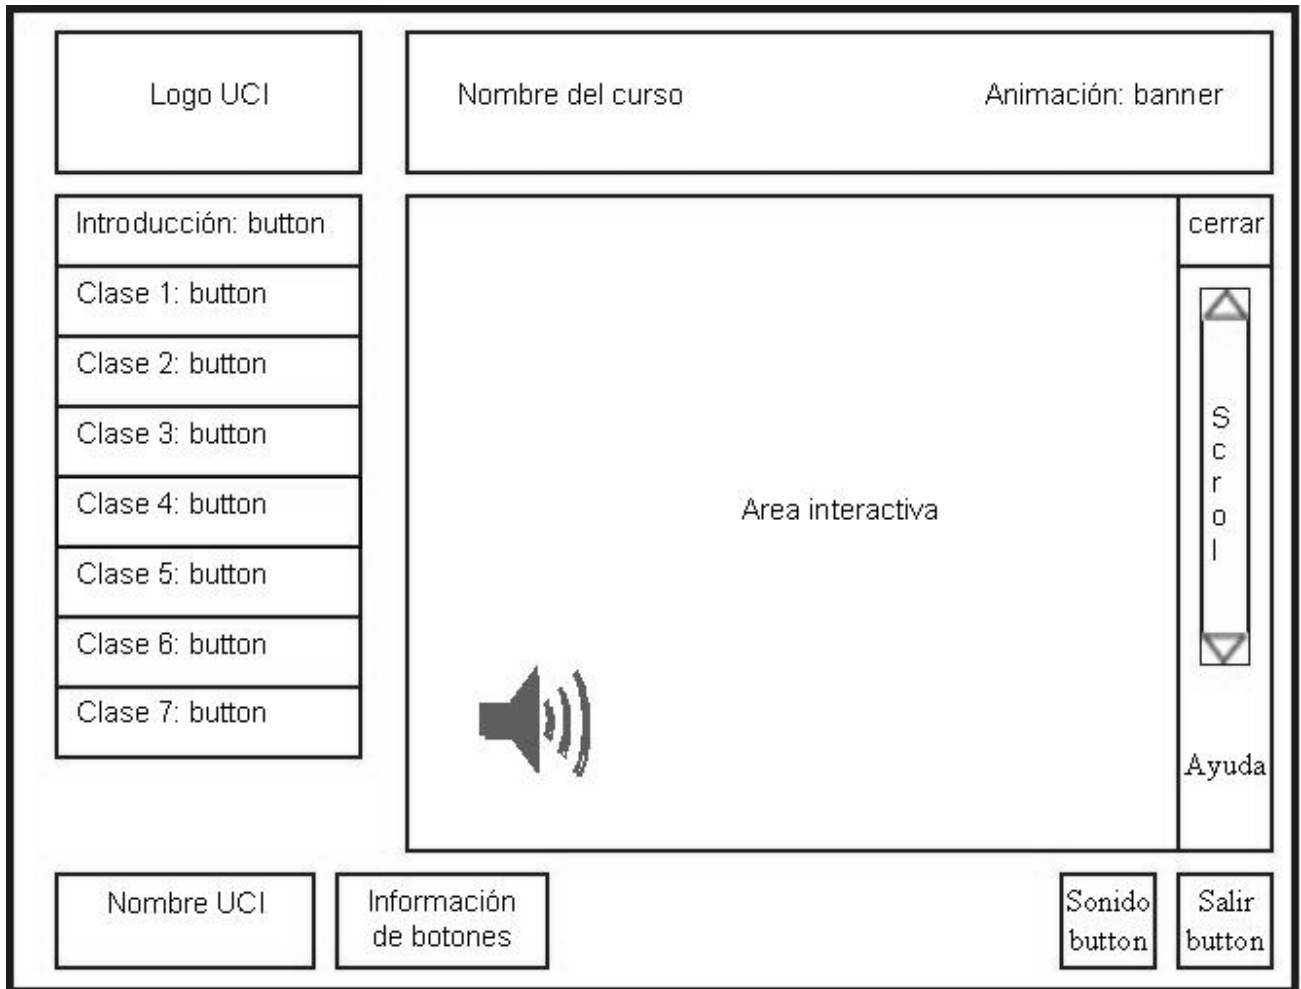 Logo UCI
Nombre del curso
Animación: banner
Introducción: button
Clase 1: button
Clase 2: button
Clase 3: button
Clase 4: button
Clase 5: button
Clase 6: button
Clase 7: button
Area interactiva
cerrar
Scrol
Ayuda
Nombre UCI
Información
de botones
Sonido
button
Salir
button